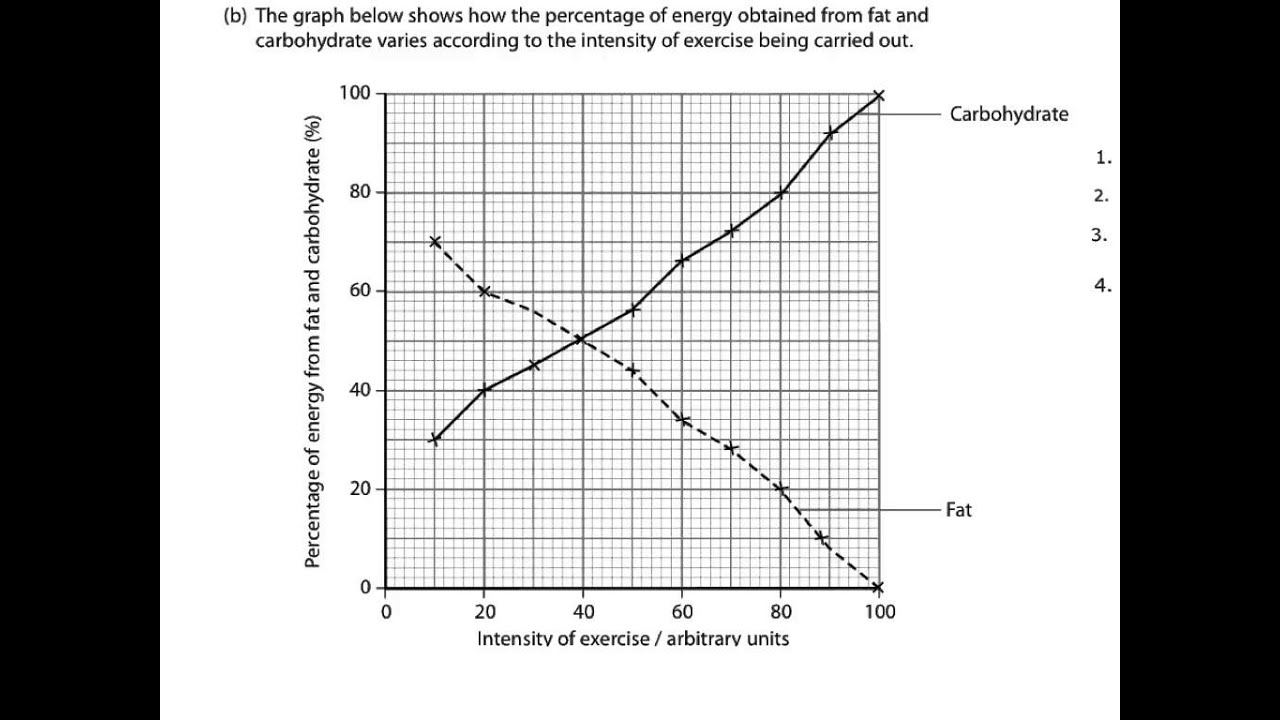 (b) The graph below shows how the percentage of energy obtained from fat and
carbohydrate varies according to the intensity of exercise being carried out.
Percentage of energy from fat and carbohydrate (%)
100
80
60
40
20
0
0 20 40 60 80 100
Intensity of exercise / arbitrary units
Carbohydrate
Fat
1.
2.
3.
4.